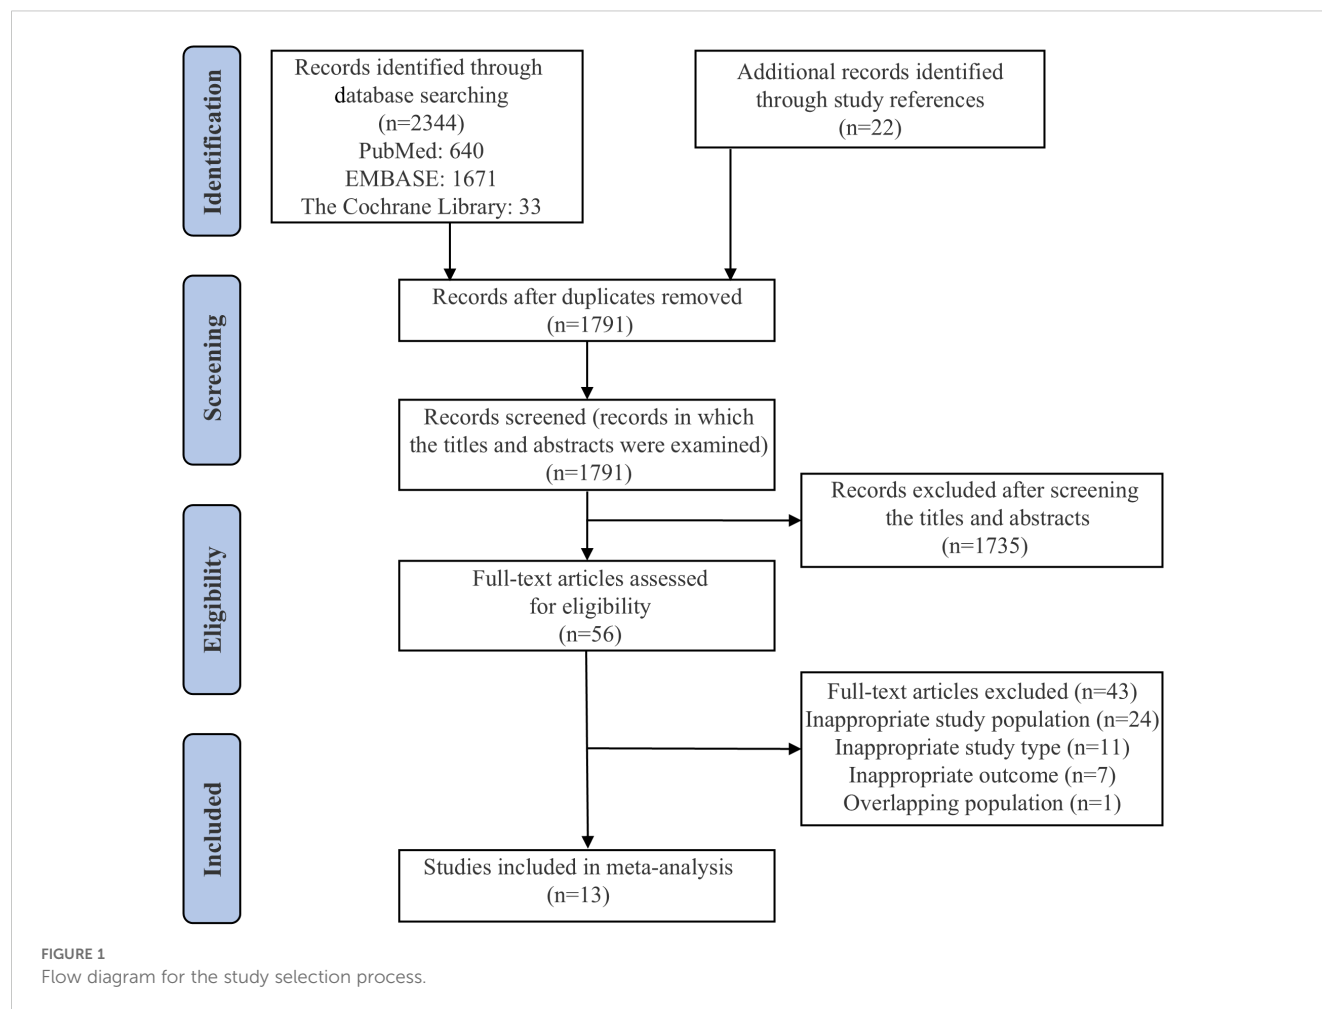 Identification
Records identified through
database searching
(n=2344)
PubMed: 640
EMBASE: 1671
The Cochrane Library: 33
Additional records identified
through study references
(n=22)
Screening
Records after duplicates removed
(n=1791)
Records screened (records in which
the titles and abstracts were examined)
(n=1791)
Records excluded after screening
the titles and abstracts
(n=1735)
Eligibility
Full-text articles assessed
for eligibility
(n=56)
Full-text articles excluded (n=43)
Inappropriate study population (n=24)
Inappropriate study type (n=11)
Inappropriate outcome (n=7)
Overlapping population (n=1)
Included
Studies included in meta-analysis
(n=13)
FIGURE 1
Flow diagram for the study selection process.